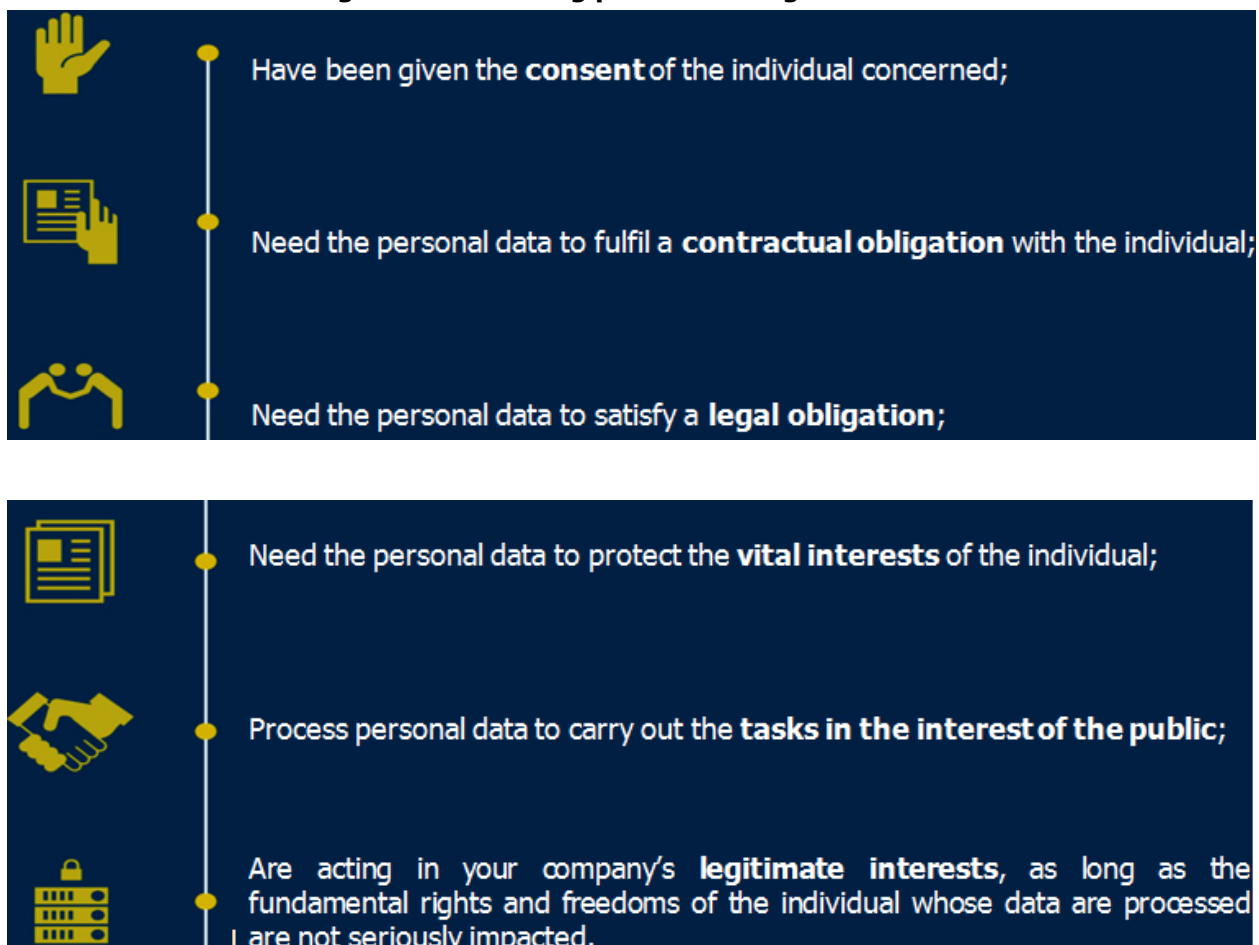 Have been given the consent of the individual concerned;
Need the personal data to fulfil a contractual obligation with the individual;
Need the personal data to satisfy a legal obligation;
Need the personal data to protect the vital interests of the individual;
Process personal data to carry out the tasks in the interest of the public;
Are acting in your company’s legitimate interests, as long as the
fundamental rights and freedoms of the individual whose data are processed
are not seriously impacted.